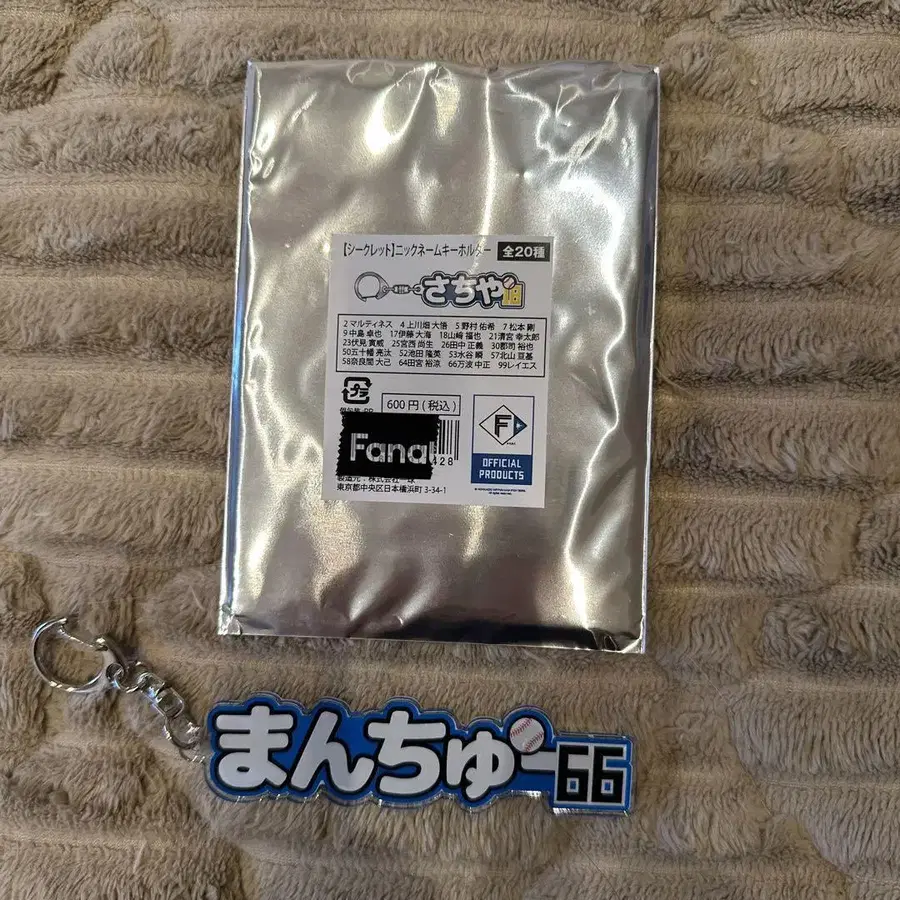 【シークレット】ニックネームキーホルダー 全20種
さちや
2 マルティネス 4 上川畑 大悟 5 野村 佑希 7 松本 剛
9 中島 卓也 17 伊藤 大海 18 山﨑 福也 21 清宮 幸太郎
23 伏見 寅威 25 宮西 尚生 26 田中 正義 30 郡司 裕也
50 五十幡 亮汰 52 池田 隆英 53 水谷 瞬 57 北山 亘基
58 奈良間 大己 64 田宮 裕涼 66 万波 中正 99 レイエス
プラ
600円(税込)
F
Fana
428
OFFICIAL
PRODUCTS
東京都中央区日本橋浜町 3-34-1
まんちゅー66